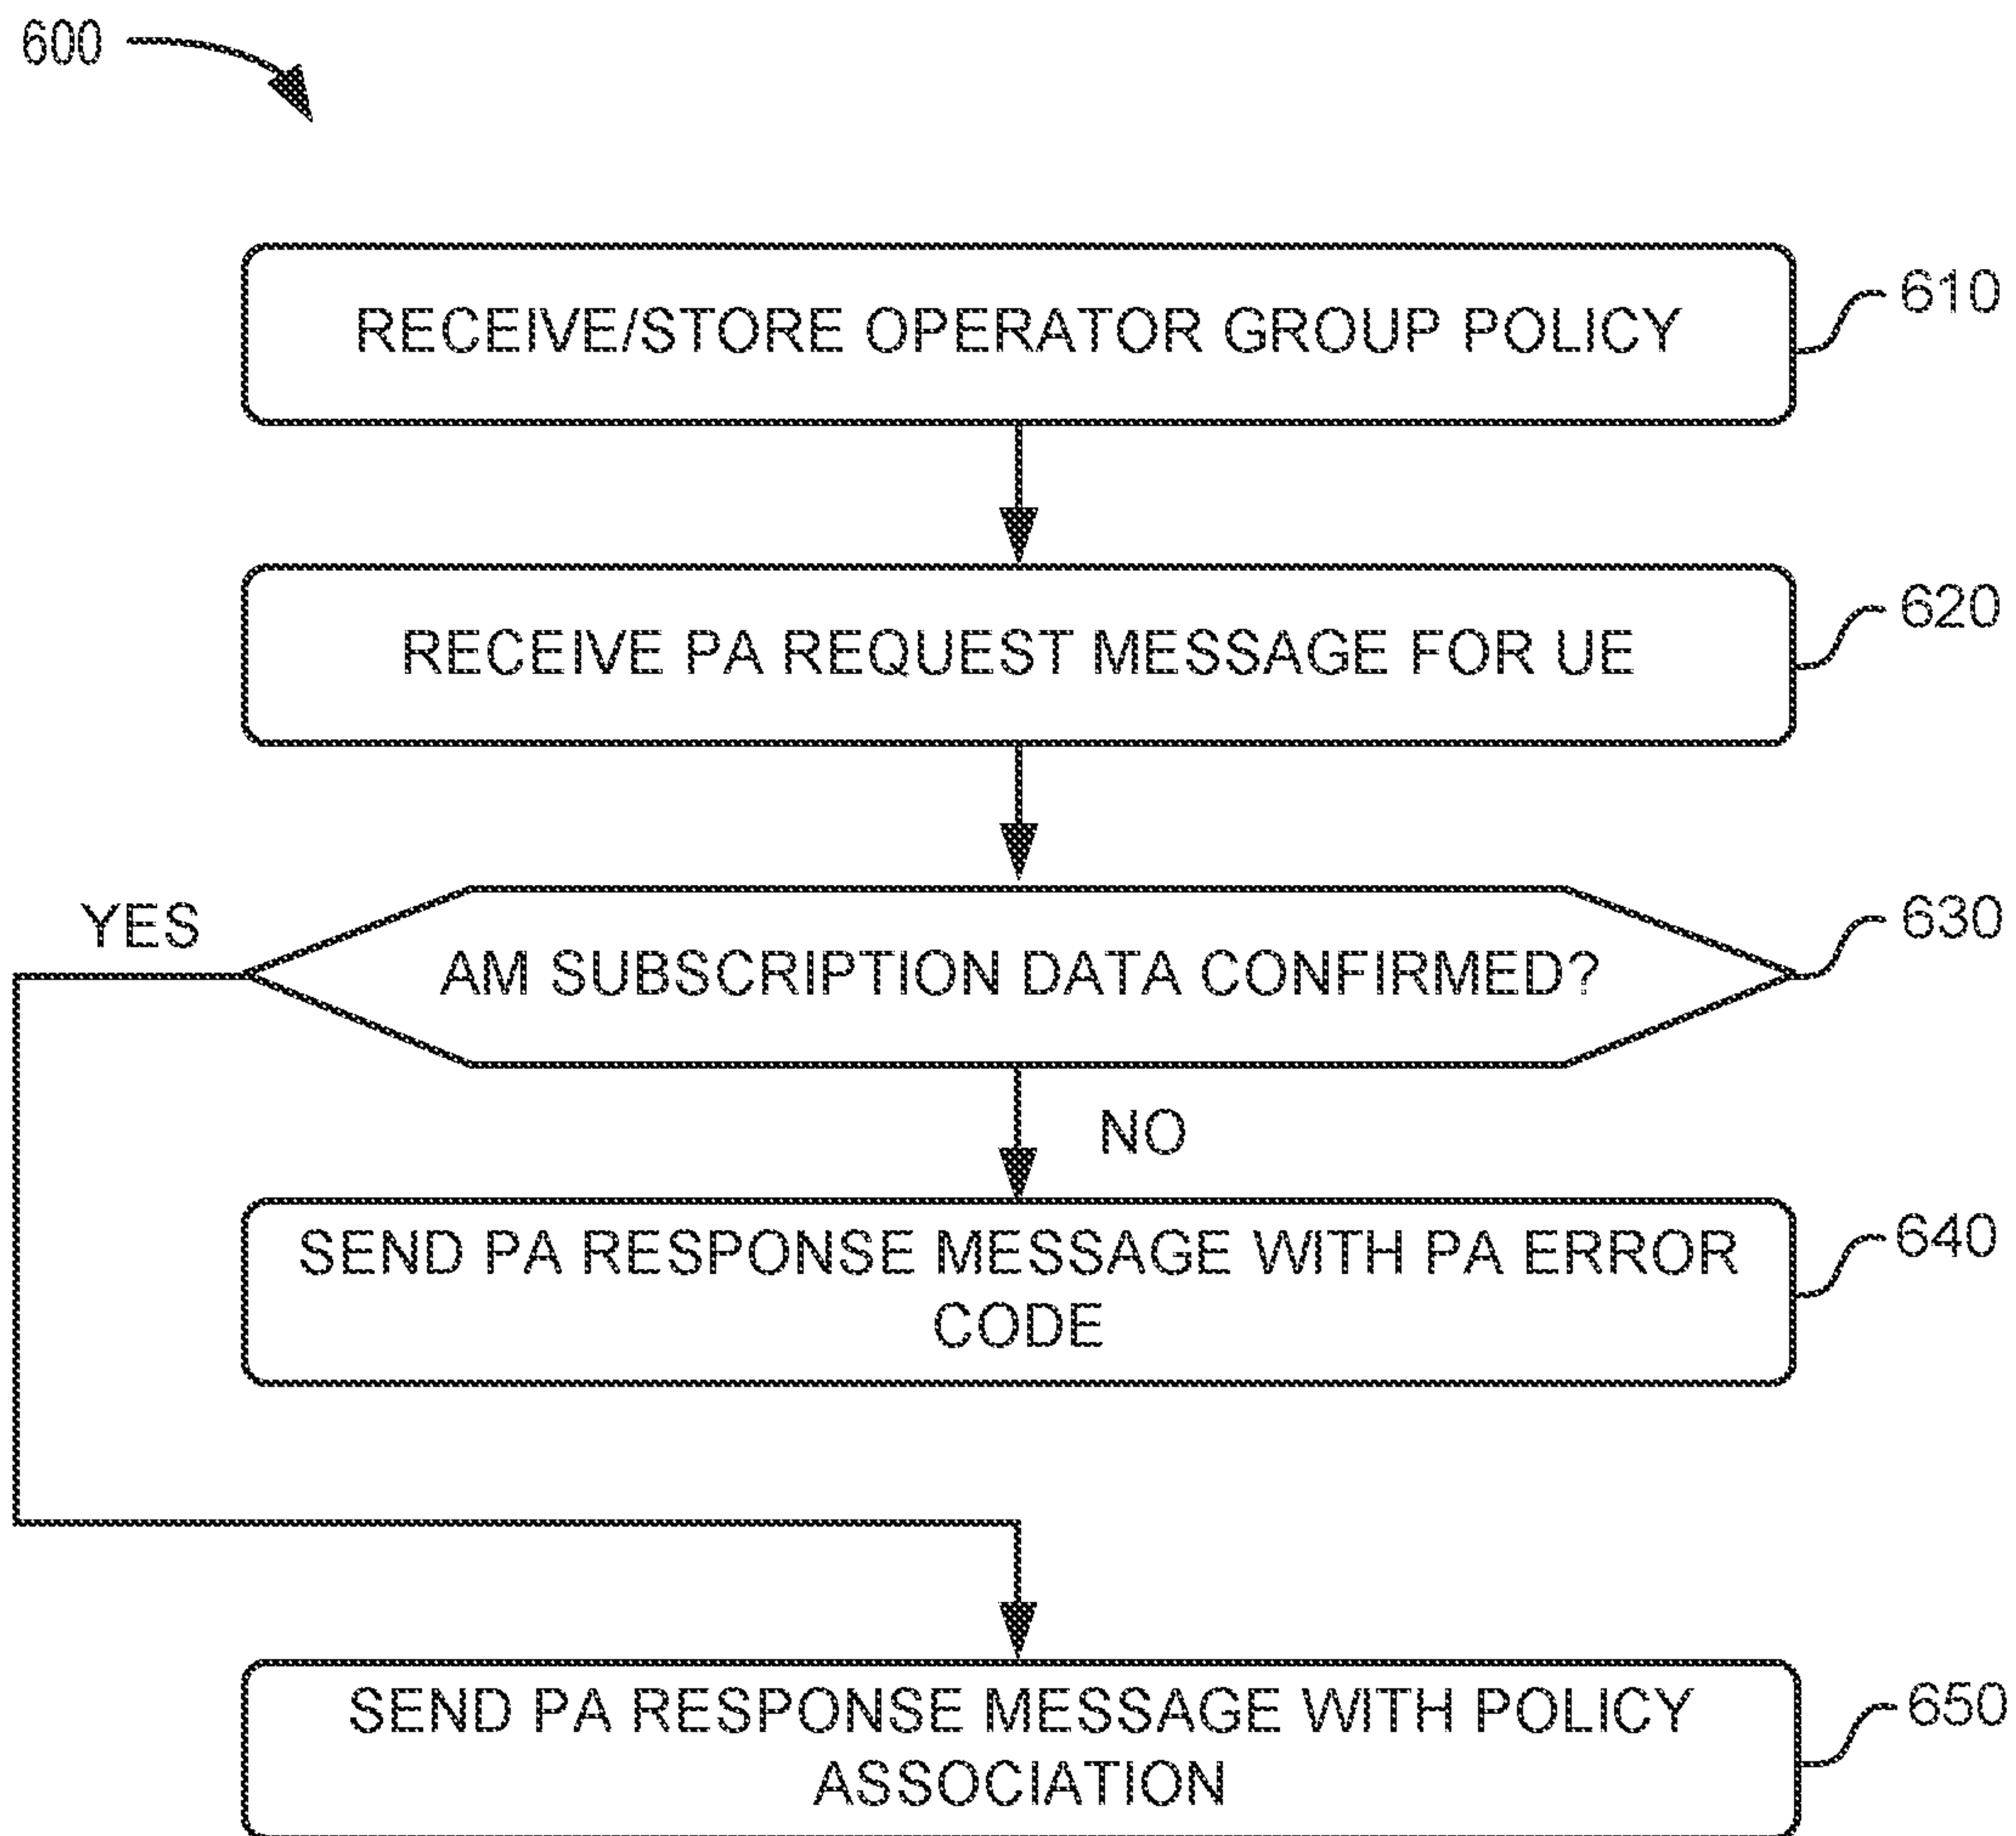 600
RECEIVE/STORE OPERATOR GROUP POLICY
610
RECEIVE PA REQUEST MESSAGE FOR UE
620
YES
AM SUBSCRIPTION DATA CONFIRMED?
630
NO
SEND PA RESPONSE MESSAGE WITH PA ERROR
CODE
640
SEND PA RESPONSE MESSAGE WITH POLICY
ASSOCIATION
650